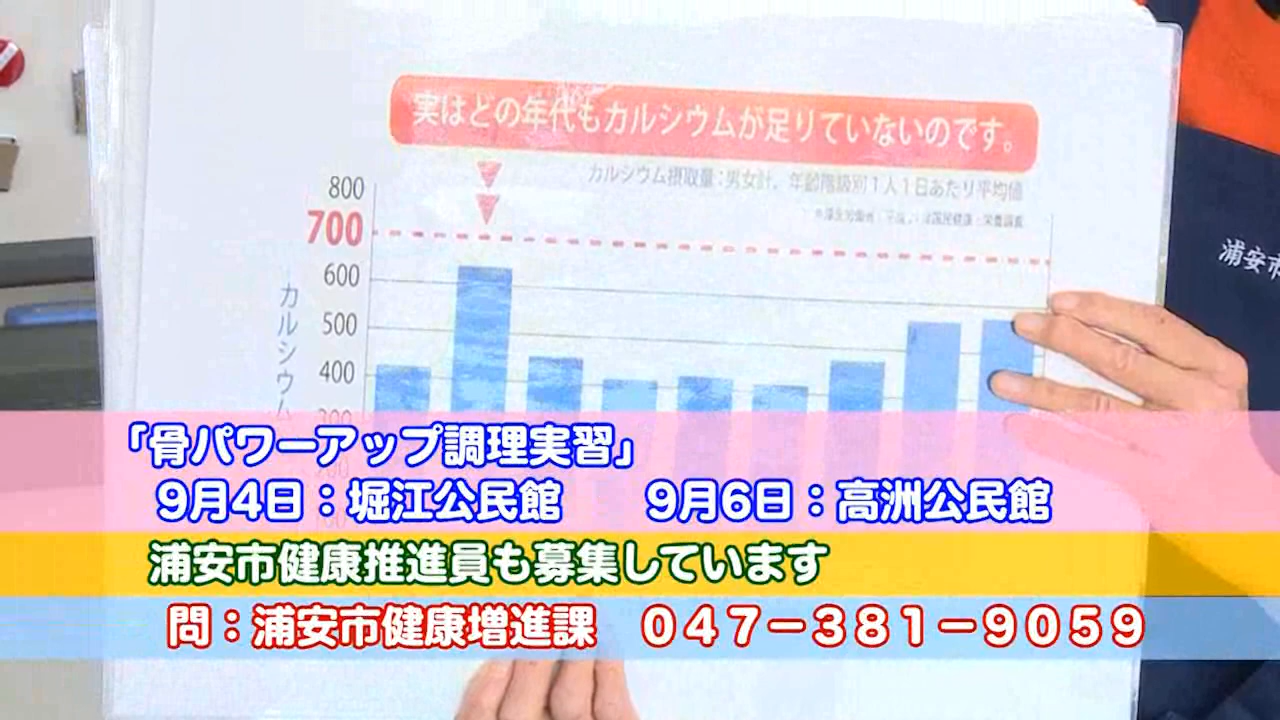 実はどの年代もカルシウムが足りていないのです。
カルシウム摂取量：男女計、年齢階級別1人1日あたり平均値
800
700
600
500
400
300
カルシウム
浦安市
「骨パワーアップ調理実習」
9月4日：堀江公民館　9月6日：高洲公民館
浦安市健康推進員も募集しています
問：浦安市健康増進課　０４７－３８１－９０５９